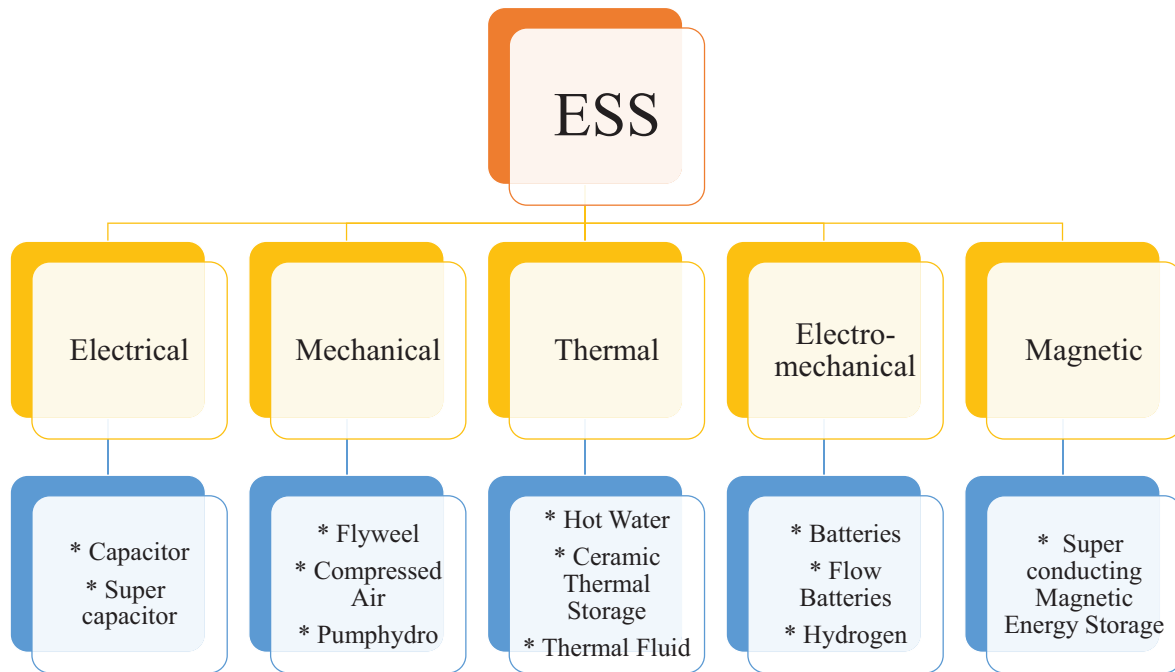 ESS
Electrical
Mechanical
Thermal
Electro-
mechanical
Magnetic
* Capacitor
* Super
capacitor
* Flyweel
* Compressed
Air
* Pumphydro
* Hot Water
* Ceramic
Thermal
Storage
* Thermal Fluid
* Batteries
* Flow
Batteries
* Hydrogen
* Super
conducting
Magnetic
Energy Storage